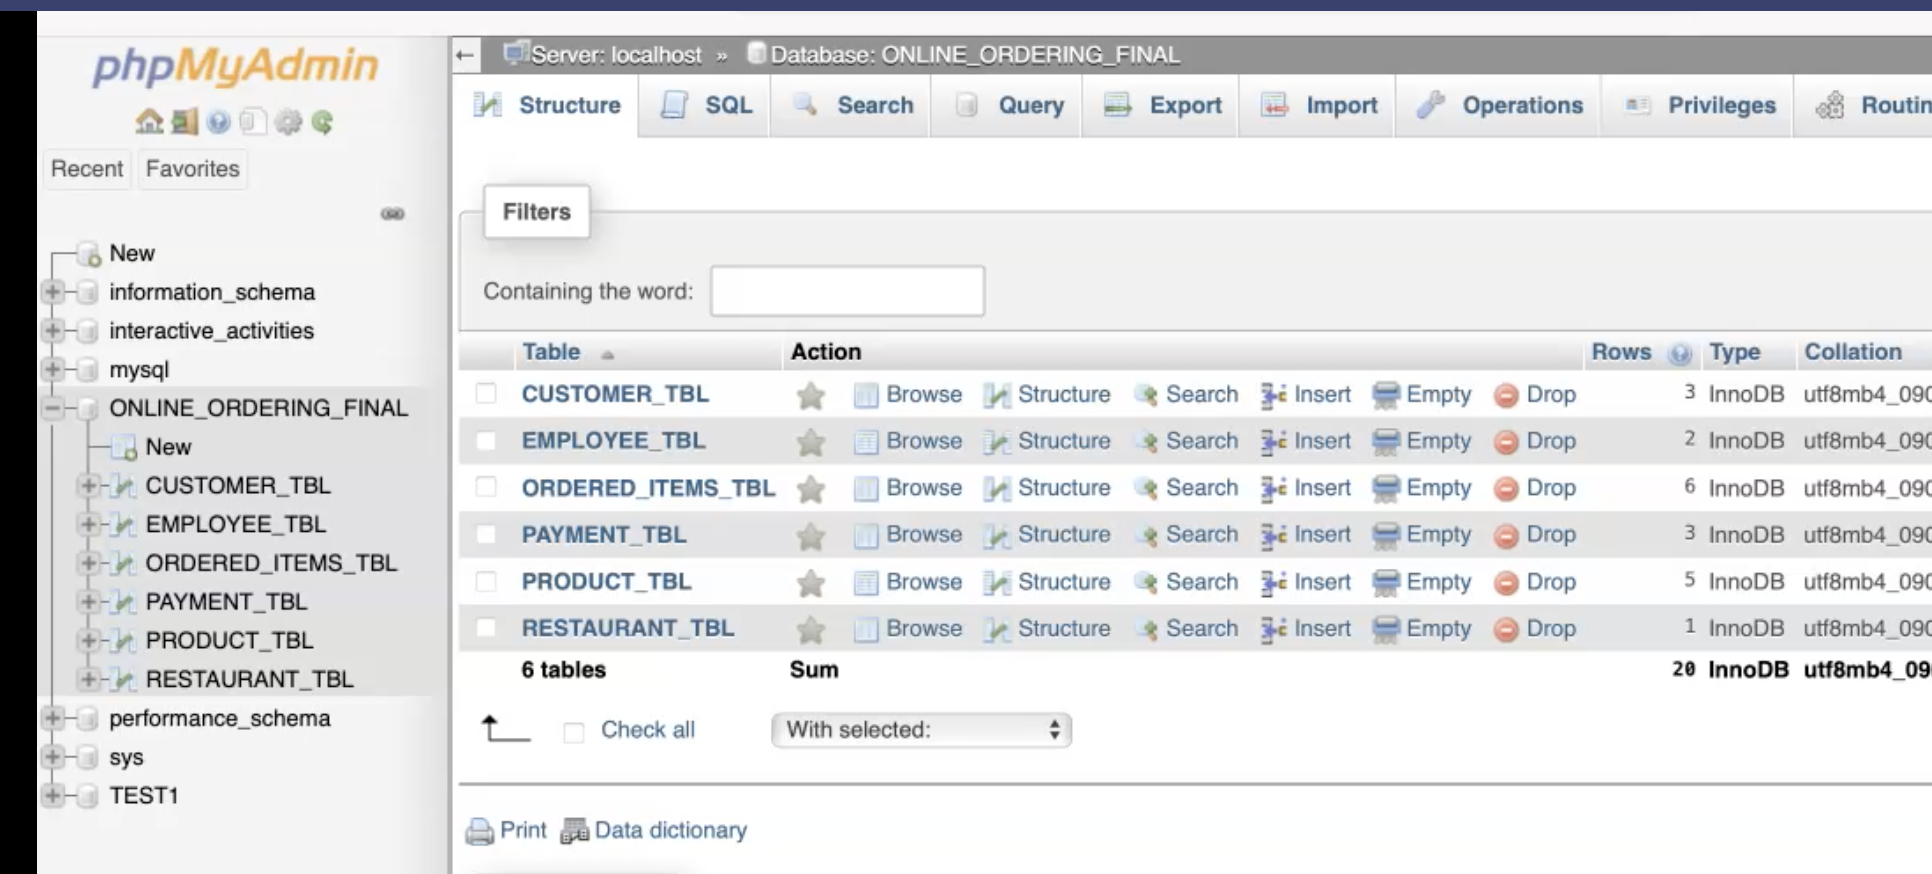 phpMyAdmin
Recent Favorites
New
information_schema
interactive_activities
mysql
ONLINE_ORDERING_FINAL
New
CUSTOMER_TBL
EMPLOYEE_TBL
ORDERED_ITEMS_TBL
PAYMENT_TBL
PRODUCT_TBL
RESTAURANT_TBL
performance_schema
sys
TEST1
← Server: localhost » Database: ONLINE_ORDERING_FINAL
Structure SQL Search Query Export Import Operations Privileges Routin
Filters
Containing the word:
Table Action Rows Type Collation
CUSTOMER_TBL Browse Structure Search Insert Empty Drop 3 InnoDB utf8mb4_090
EMPLOYEE_TBL Browse Structure Search Insert Empty Drop 2 InnoDB utf8mb4_090
ORDERED_ITEMS_TBL Browse Structure Search Insert Empty Drop 6 InnoDB utf8mb4_090
PAYMENT_TBL Browse Structure Search Insert Empty Drop 3 InnoDB utf8mb4_090
PRODUCT_TBL Browse Structure Search Insert Empty Drop 5 InnoDB utf8mb4_090
RESTAURANT_TBL Browse Structure Search Insert Empty Drop 1 InnoDB utf8mb4_090
6 tables Sum 20 InnoDB utf8mb4_09
Check all With selected:
Print Data dictionary